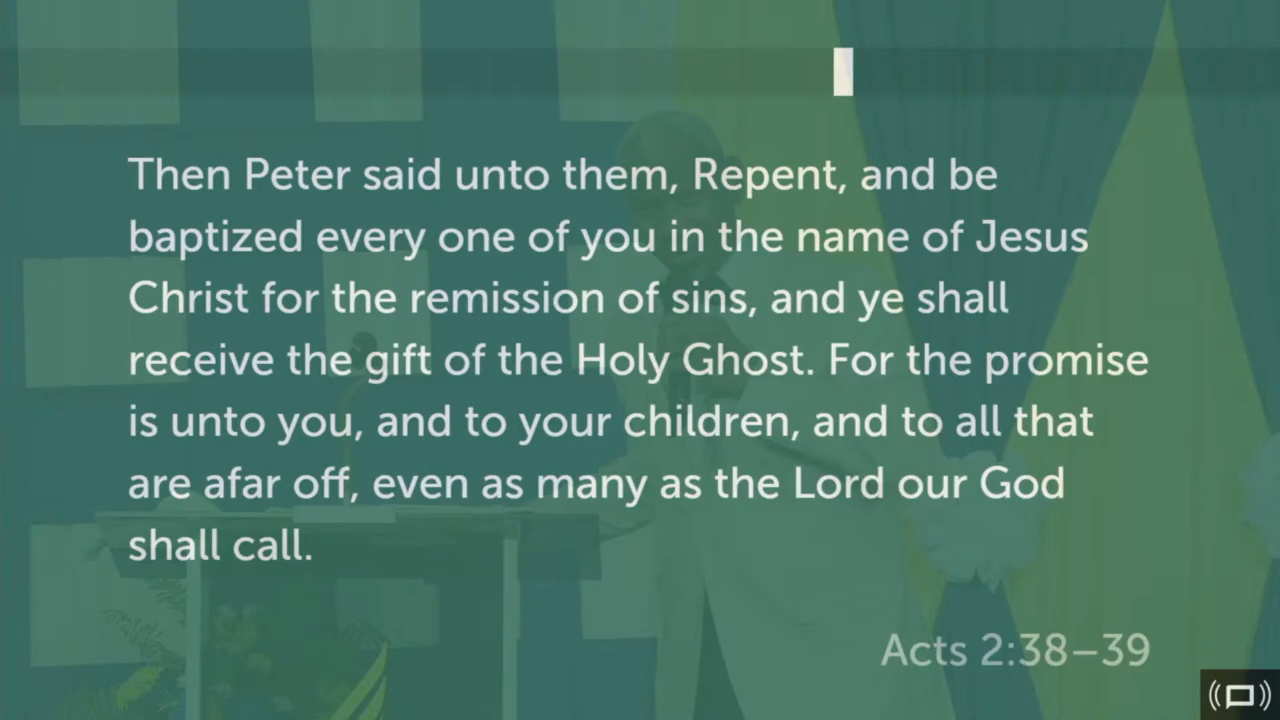 Then Peter said unto them, Repent, and be
baptized every one of you in the name of Jesus
Christ for the remission of sins, and ye shall
receive the gift of the Holy Ghost. For the promise
is unto you, and to your children, and to all that
are afar off, even as many as the Lord our God
shall call.
Acts 2:38–39